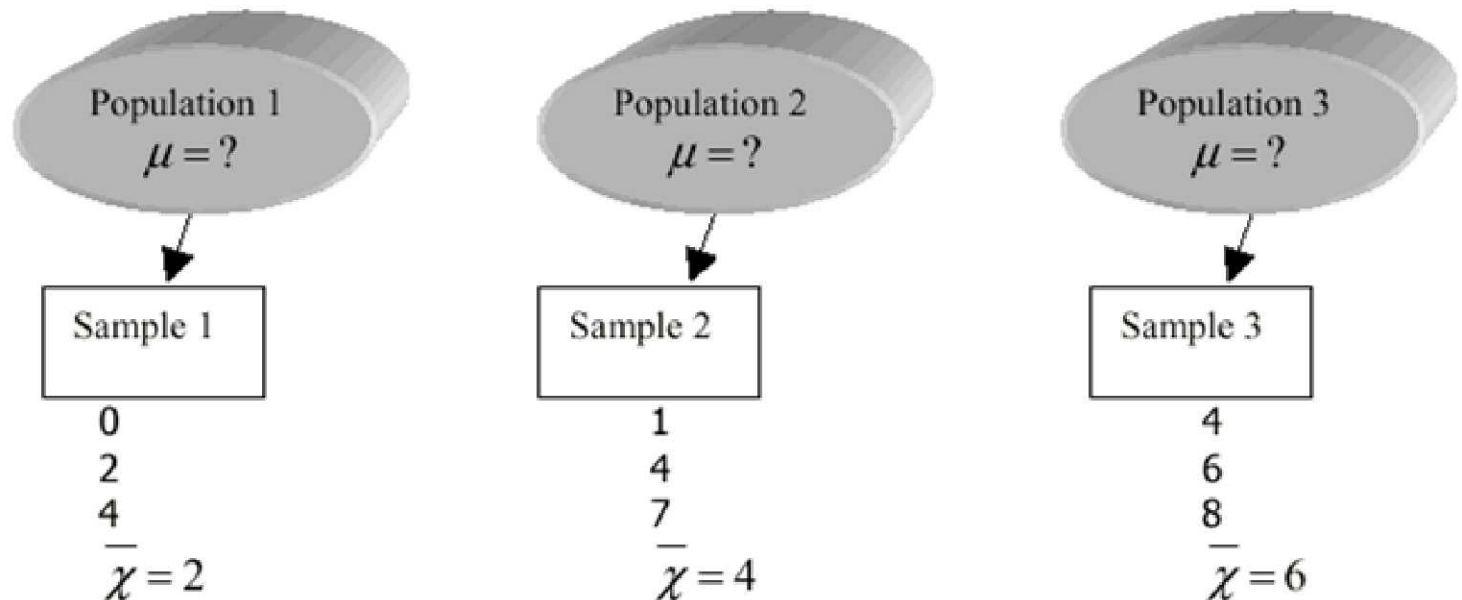 Population 1
μ = ?
Population 2
μ = ?
Population 3
μ = ?
Sample 1
0
2
4
χ̅ = 2
Sample 2
1
4
7
χ̅ = 4
Sample 3
4
6
8
χ̅ = 6